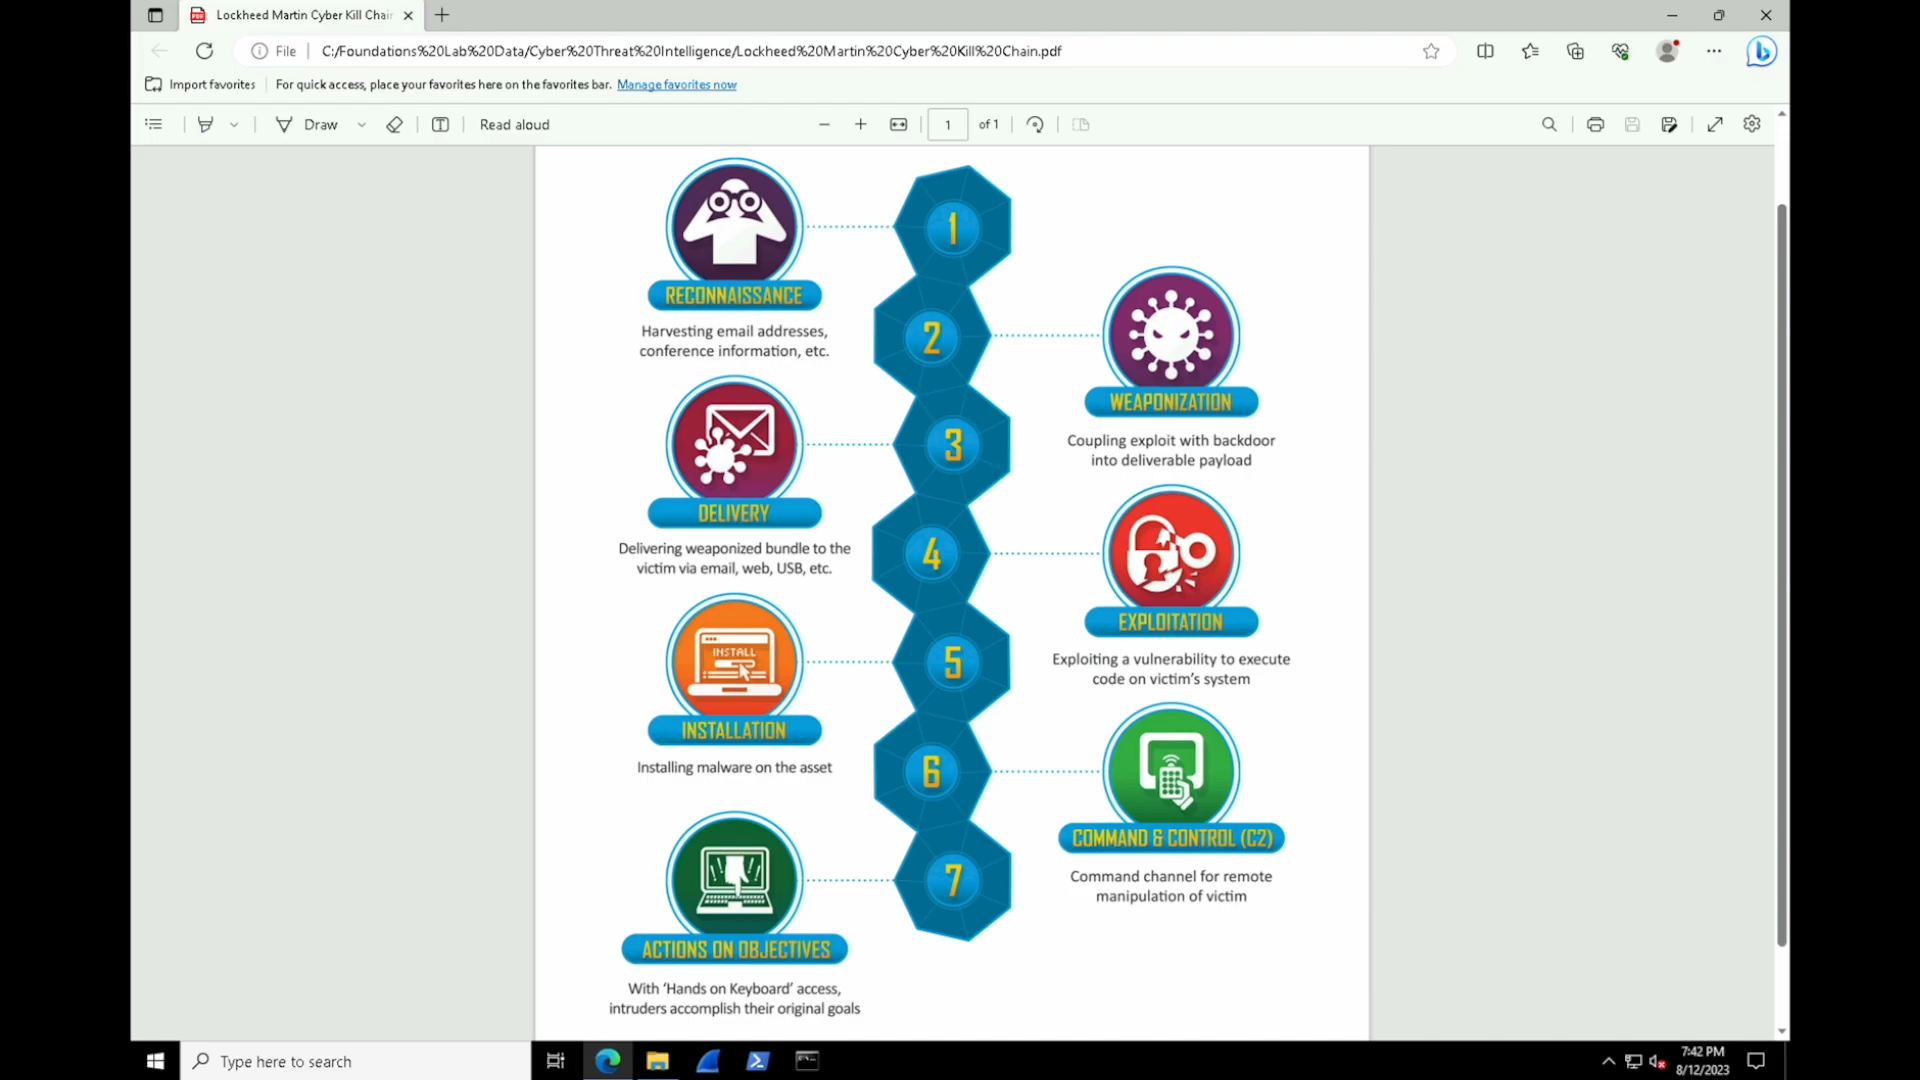 Lockheed Martin Cyber Kill Chain
File
C:/Foundations%20Lab%20Data/Cyber%20Threat%20Intelligence/Lockheed%20Martin%20Cyber%20Kill%20Chain.pdf
Import favorites
For quick access, place your favorites here on the favorites bar. Manage favorites now
Draw
Read aloud
1
of 1
1
RECONNAISSANCE
Harvesting email addresses,
conference information, etc.
2
WEAPONIZATION
Coupling exploit with backdoor
into deliverable payload
3
DELIVERY
Delivering weaponized bundle to the
victim via email, web, USB, etc.
4
EXPLOITATION
Exploiting a vulnerability to execute
code on victim's system
5
INSTALL
INSTALLATION
Installing malware on the asset
6
COMMAND & CONTROL (C2)
Command channel for remote
manipulation of victim
7
ACTIONS ON OBJECTIVES
With ‘Hands on Keyboard’ access,
intruders accomplish their original goals
Type here to search
7:42 PM
8/12/2023